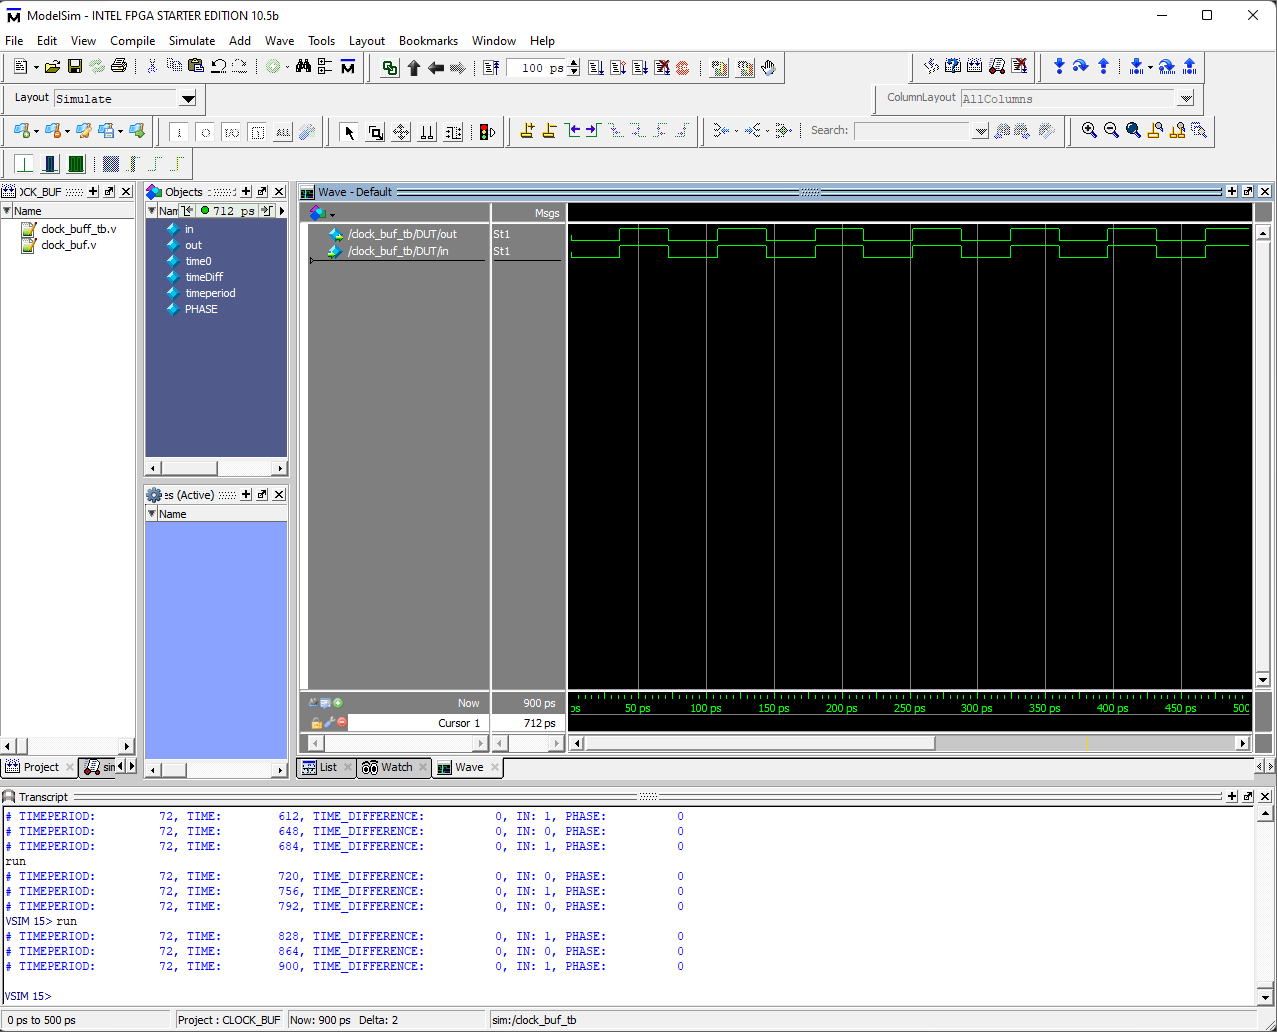 ModelSim - INTEL FPGA STARTER EDITION 10.5b
File Edit View Compile Simulate Add Wave Tools Layout Bookmarks Window Help
100 ps
Layout Simulate
ColumnLayout AllColumns
I O I/O ALL
Search:
OCK_BUF
Name
clock_buff_tb.v
clock_buf.v
Project
sim
Objects
Nam 712 ps
in
out
time0
timeDiff
timeperiod
PHASE
es (Active)
Name
Wave - Default
Msgs
/clock_buf_tb/DUT/out St1
/clock_buf_tb/DUT/in St1
Now 900 ps
Cursor 1 712 ps
ps 50 ps 100 ps 150 ps 200 ps 250 ps 300 ps 350 ps 400 ps 450 ps 500
List Watch Wave
Transcript
# TIMEPERIOD: 72, TIME: 612, TIME_DIFFERENCE: 0, IN: 1, PHASE: 0
# TIMEPERIOD: 72, TIME: 648, TIME_DIFFERENCE: 0, IN: 0, PHASE: 0
# TIMEPERIOD: 72, TIME: 684, TIME_DIFFERENCE: 0, IN: 1, PHASE: 0
run
# TIMEPERIOD: 72, TIME: 720, TIME_DIFFERENCE: 0, IN: 0, PHASE: 0
# TIMEPERIOD: 72, TIME: 756, TIME_DIFFERENCE: 0, IN: 1, PHASE: 0
# TIMEPERIOD: 72, TIME: 792, TIME_DIFFERENCE: 0, IN: 0, PHASE: 0
VSIM 15> run
# TIMEPERIOD: 72, TIME: 828, TIME_DIFFERENCE: 0, IN: 1, PHASE: 0
# TIMEPERIOD: 72, TIME: 864, TIME_DIFFERENCE: 0, IN: 0, PHASE: 0
# TIMEPERIOD: 72, TIME: 900, TIME_DIFFERENCE: 0, IN: 1, PHASE: 0
VSIM 15>
0 ps to 500 ps Project : CLOCK_BUF Now: 900 ps Delta: 2 sim:/clock_buf_tb